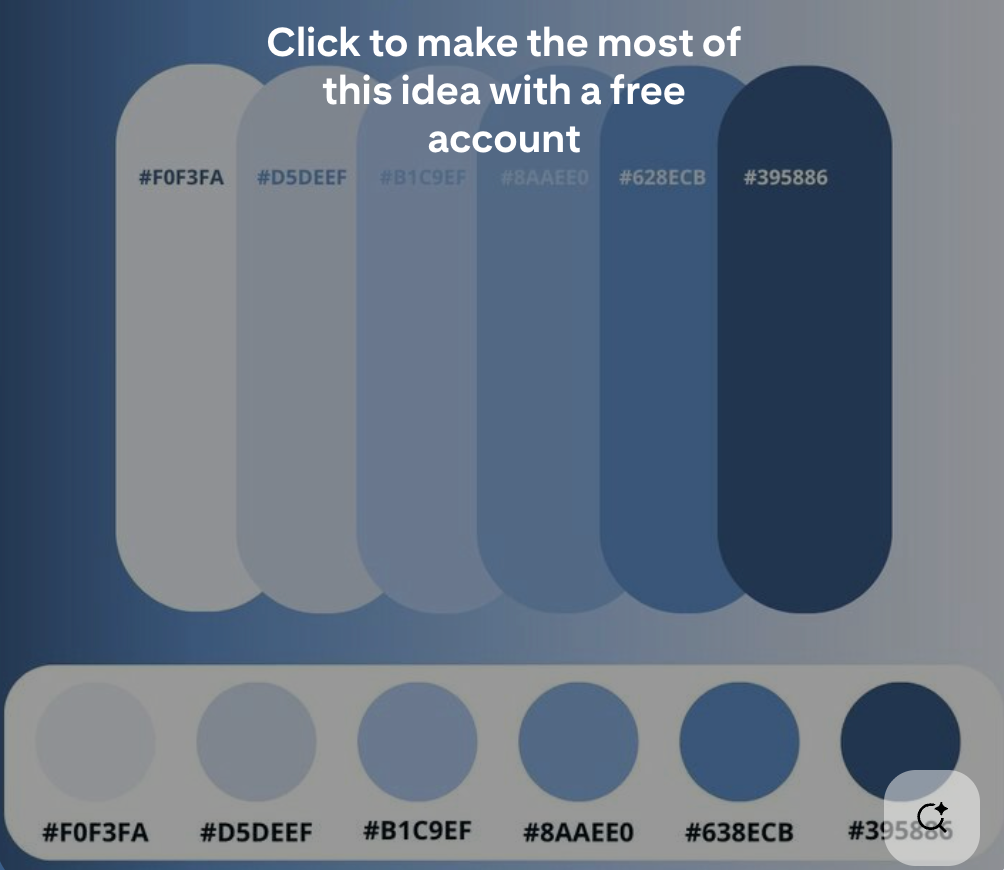 Click to make the most of
this idea with a free
account
#F0F3FA #D5DEEF #B1C9EF #8AAEE0 #628ECB #395886
#F0F3FA #D5DEEF #B1C9EF #8AAEE0 #638ECB #395886